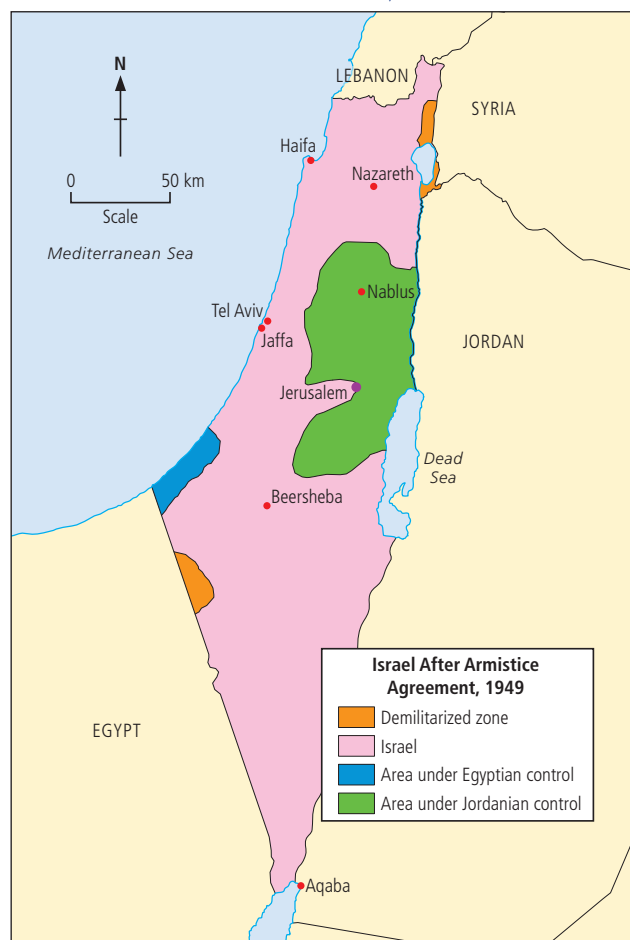 LEBANON
N
SYRIA
Haifa
0 50 km
Scale
Nazareth
Mediterranean Sea
Nablus
Tel Aviv
Jaffa
JORDAN
Jerusalem
Dead
Sea
Beersheba
Israel After Armistice
Agreement, 1949
Demilitarized zone
Israel
Area under Egyptian control
Area under Jordanian control
EGYPT
Aqaba